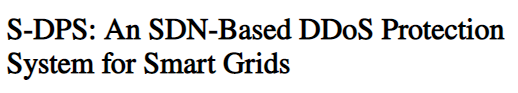 S-DPS: An SDN-Based DDoS Protection
System for Smart Grids